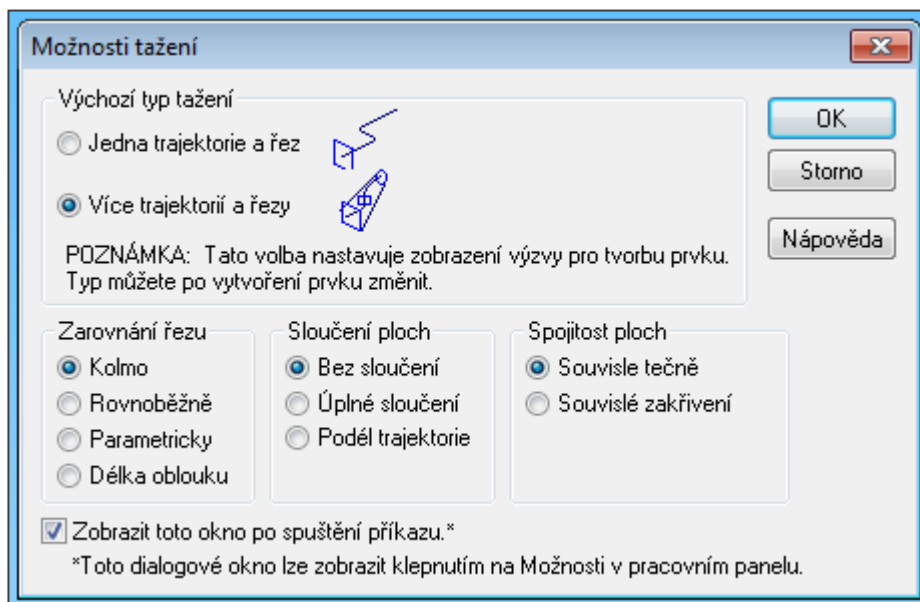 Možnosti tažení
Výchozí typ tažení
Jedna trajektorie a řez
Více trajektorií a řezy
POZNÁMKA: Tato volba nastavuje zobrazení výzvy pro tvorbu prvku.
Typ můžete po vytvoření prvku změnit.
OK
Storno
Nápověda
Zarovnání řezu
Kolmo
Rovnoběžně
Parametricky
Délka oblouku
Sloučení ploch
Bez sloučení
Úplné sloučení
Podél trajektorie
Spojitost ploch
Souvisle tečně
Souvislé zakřivení
Zobrazit toto okno po spuštění příkazu.*
*Toto dialogové okno lze zobrazit klepnutím na Možnosti v pracovním panelu.